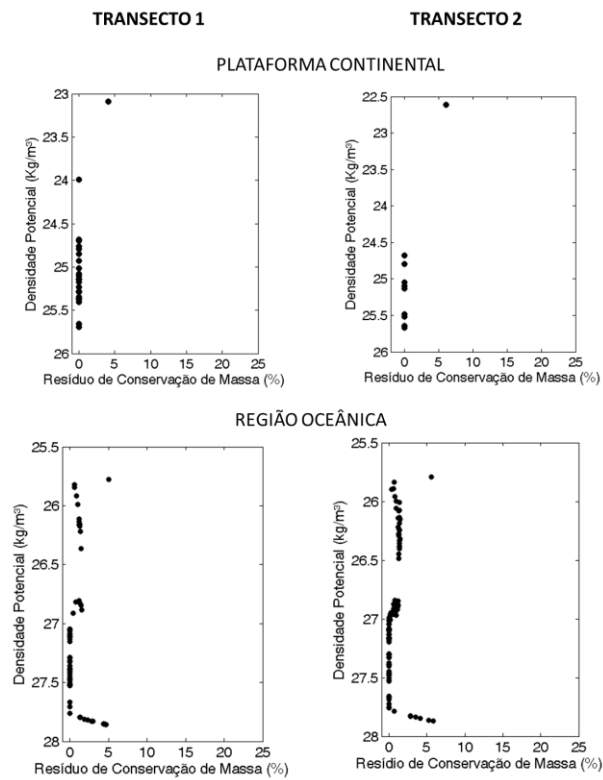 TRANSECTO 1
TRANSECTO 2
PLATAFORMA CONTINENTAL
23
23.5
24
24.5
25
25.5
26
0 5 10 15 20 25
Densidade Potencial (Kg/m³)
Resíduo de Conservação de Massa (%)
22.5
23
23.5
24
24.5
25
25.5
26
0 5 10 15 20 25
Densidade Potencial (Kg/m³)
Resíduo de Conservação de Massa (%)
REGIÃO OCEÂNICA
25.5
26
26.5
27
27.5
28
0 5 10 15 20 25
Densidade Potencial (kg/m³)
Resíduo de Conservação de Massa (%)
25.5
26
26.5
27
27.5
28
0 5 10 15 20 25
Densidade Potencial (kg/m³)
Resídio de Conservação de Massa (%)